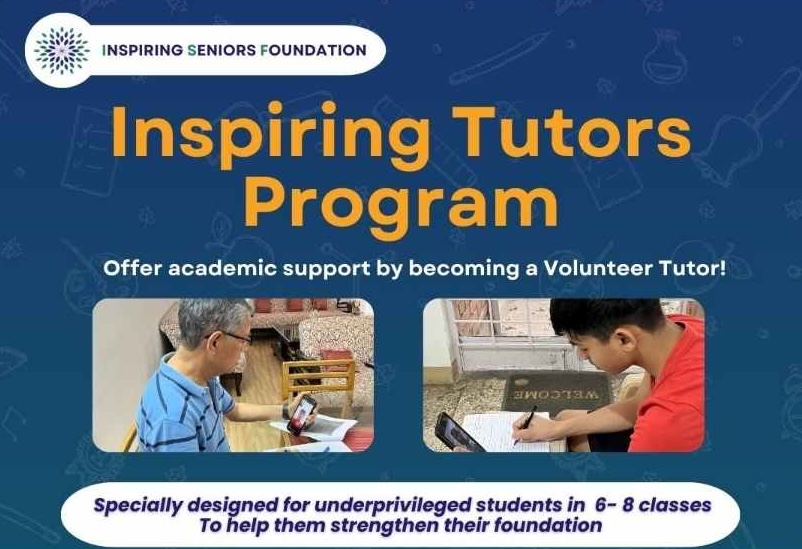 INSPIRING SENIORS FOUNDATION
Inspiring Tutors
Program
Offer academic support by becoming a Volunteer Tutor!
WELCOME
Specially designed for underprivileged students in 6- 8 classes
To help them strengthen their foundation